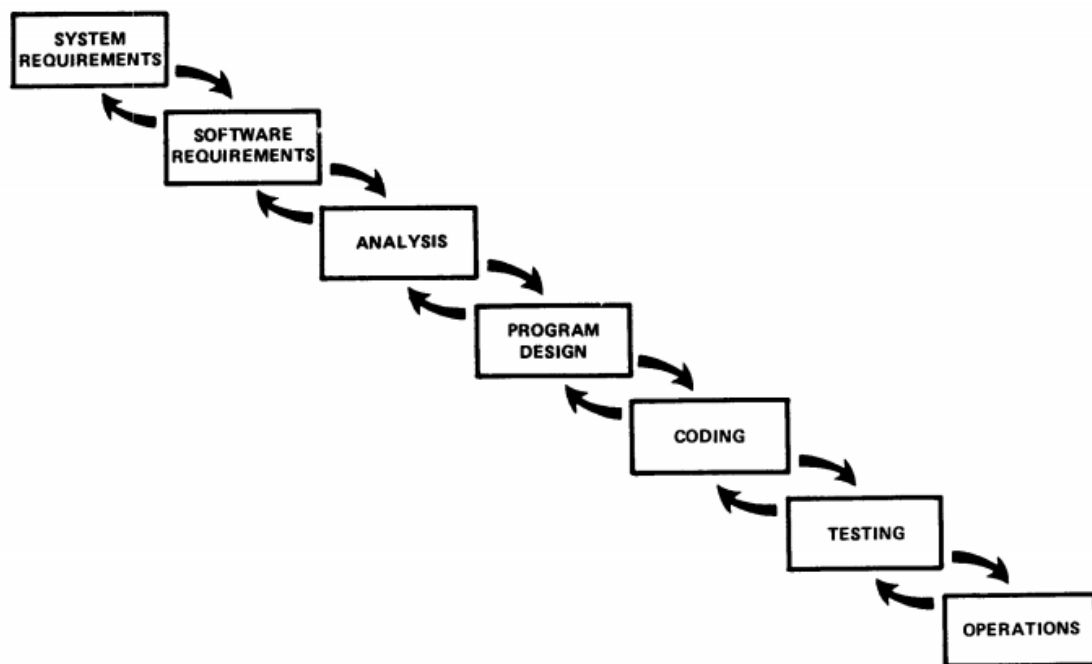 SYSTEM
REQUIREMENTS
SOFTWARE
REQUIREMENTS
ANALYSIS
PROGRAM
DESIGN
CODING
TESTING
OPERATIONS